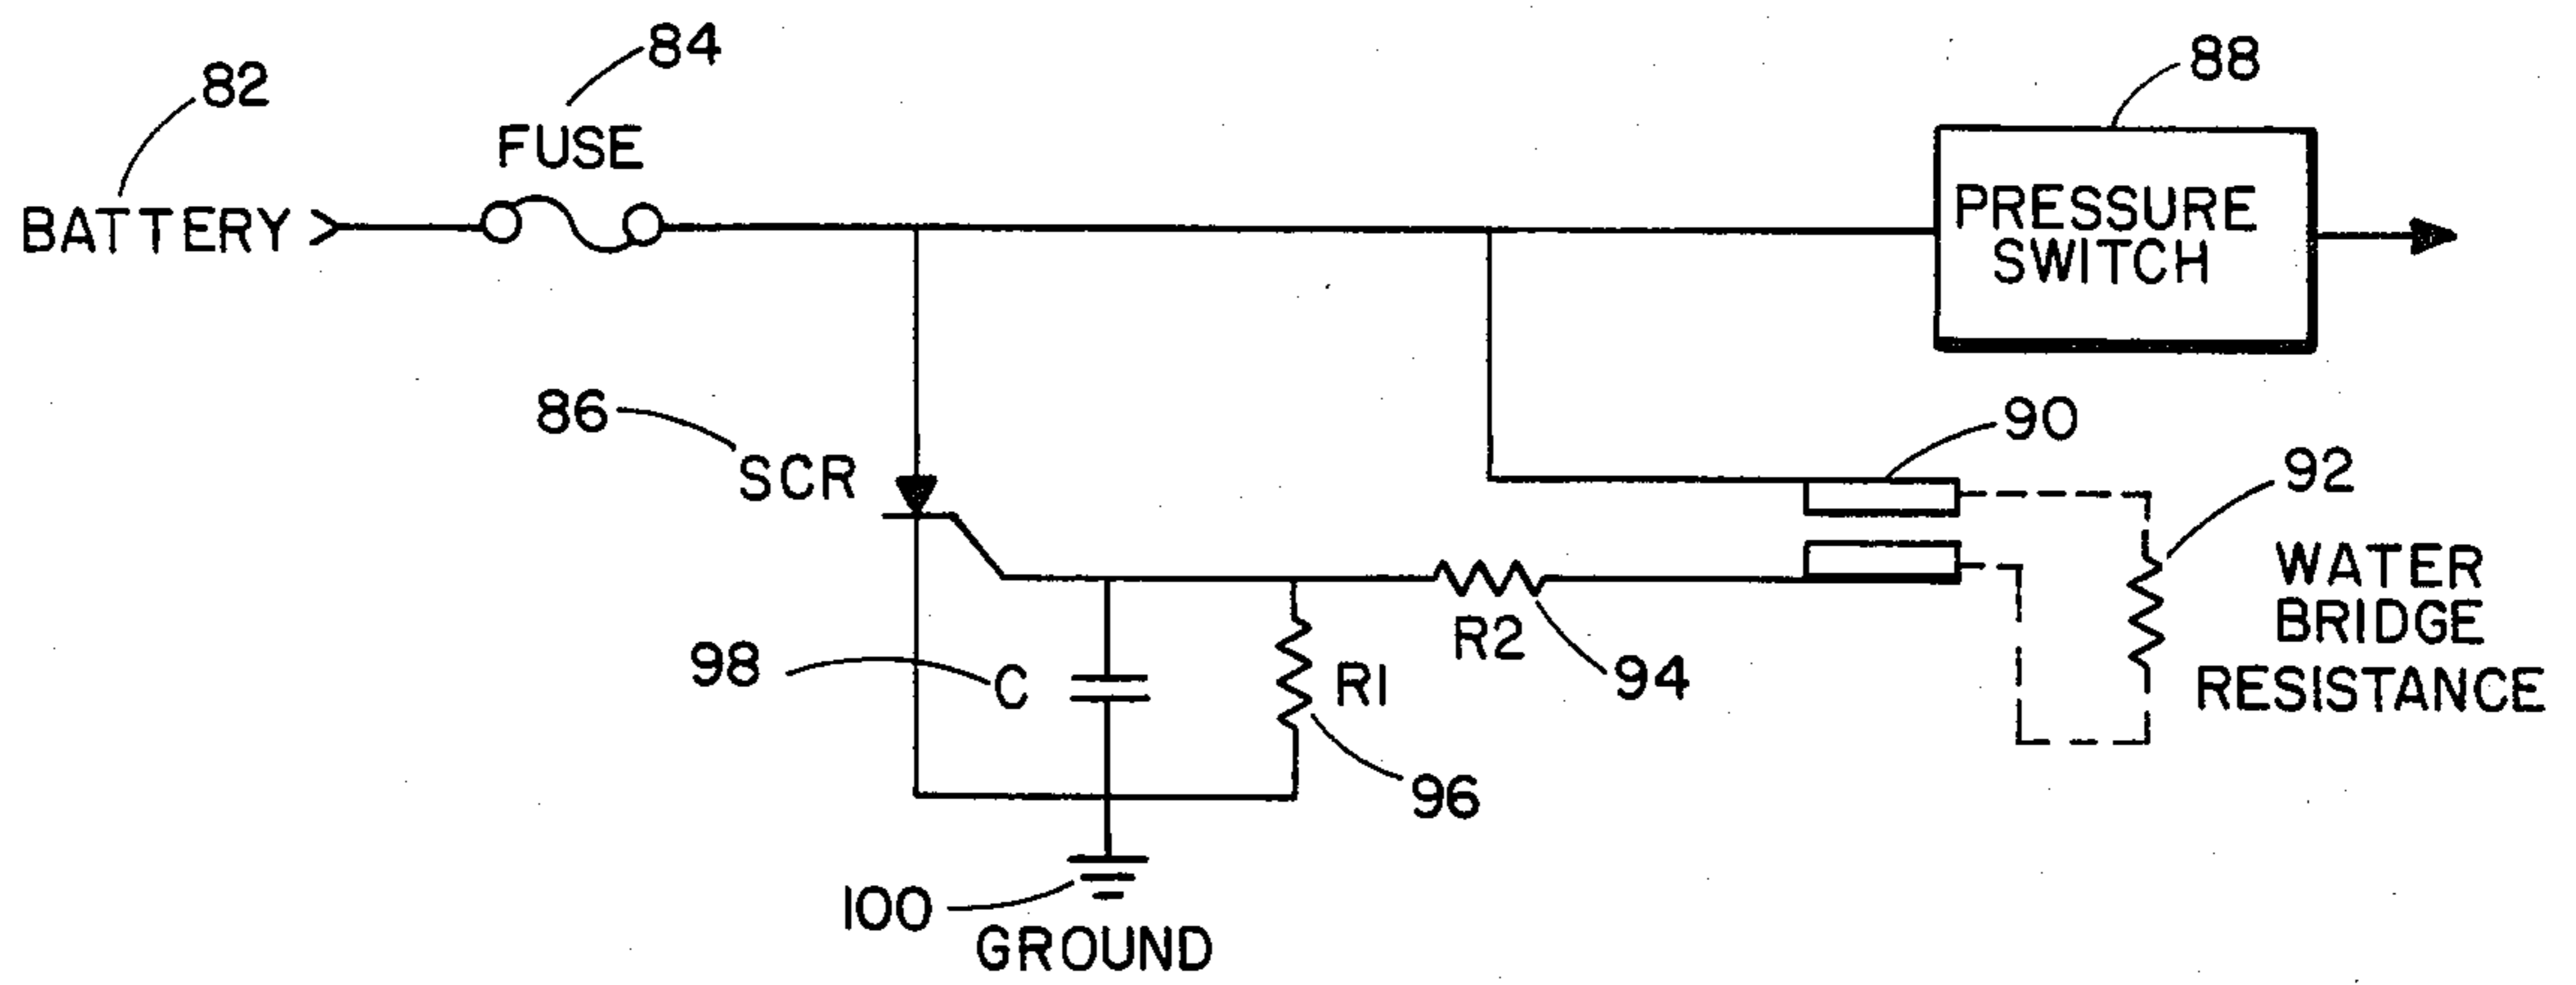 82
84
88
FUSE
BATTERY
PRESSURE
SWITCH
86
SCR
90
92
WATER
BRIDGE
RESISTANCE
98
C
R1
R2
94
96
100
GROUND